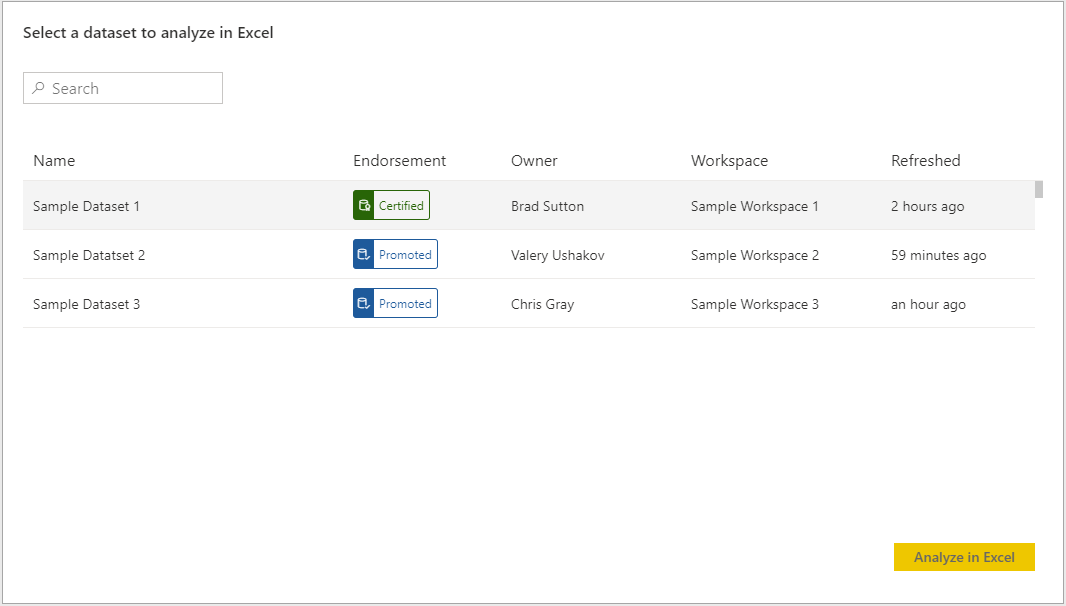 Select a dataset to analyze in Excel
Search
Name Endorsement Owner Workspace Refreshed
Sample Dataset 1 Certified Brad Sutton Sample Workspace 1 2 hours ago
Sample Datatset 2 Promoted Valery Ushakov Sample Workspace 2 59 minutes ago
Sample Dataset 3 Promoted Chris Gray Sample Workspace 3 an hour ago
Analyze in Excel